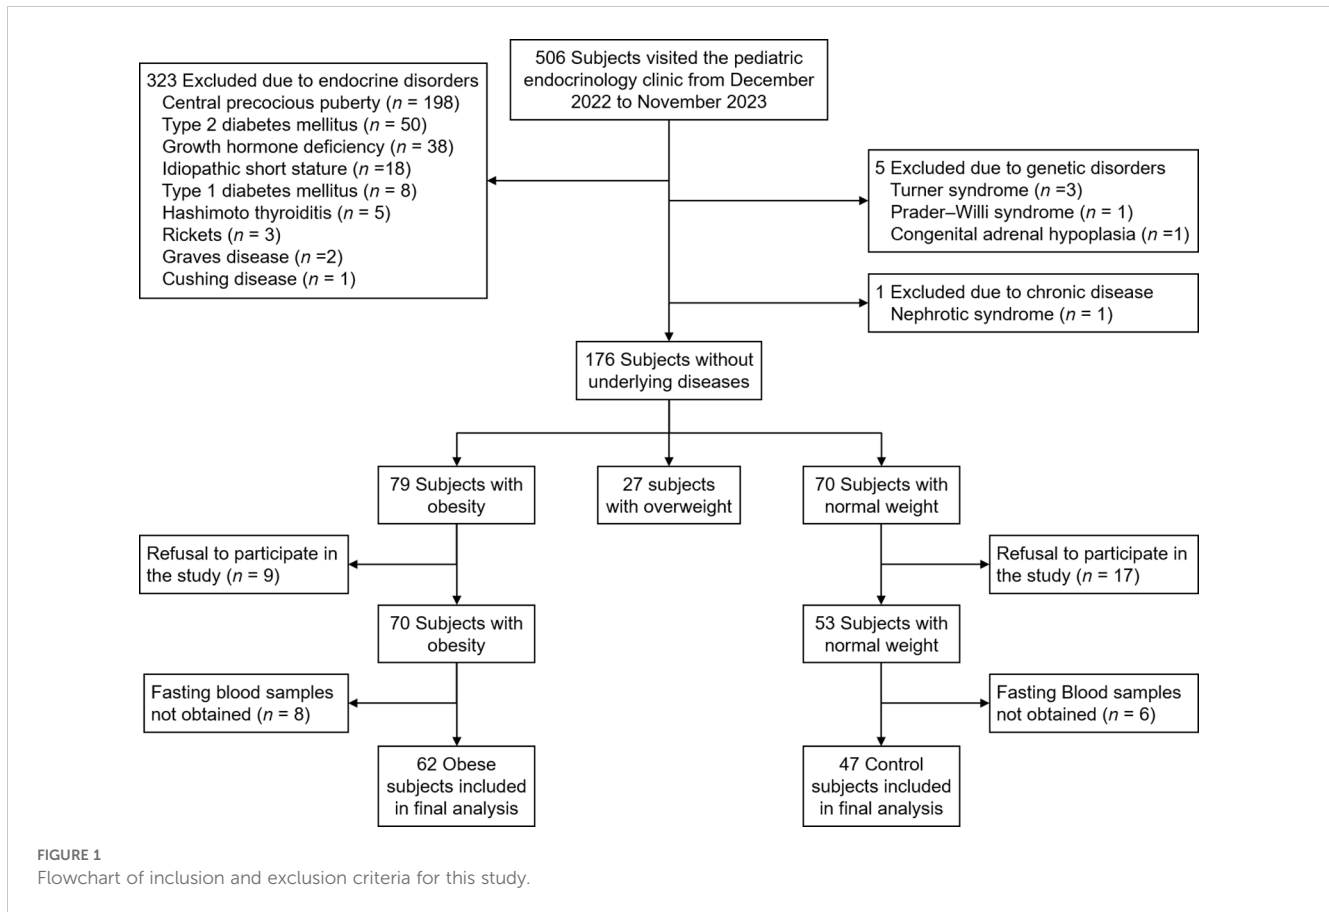 506 Subjects visited the pediatric
endocrinology clinic from December
2022 to November 2023
323 Excluded due to endocrine disorders
Central precocious puberty (n = 198)
Type 2 diabetes mellitus (n = 50)
Growth hormone deficiency (n = 38)
Idiopathic short stature (n =18)
Type 1 diabetes mellitus (n = 8)
Hashimoto thyroiditis (n = 5)
Rickets (n = 3)
Graves disease (n =2)
Cushing disease (n = 1)
5 Excluded due to genetic disorders
Turner syndrome (n =3)
Prader–Willi syndrome (n = 1)
Congenital adrenal hypoplasia (n =1)
1 Excluded due to chronic disease
Nephrotic syndrome (n = 1)
176 Subjects without
underlying diseases
79 Subjects with
obesity
27 subjects
with overweight
70 Subjects with
normal weight
Refusal to participate in
the study (n = 9)
Refusal to participate in
the study (n = 17)
70 Subjects with
obesity
53 Subjects with
normal weight
Fasting blood samples
not obtained (n = 8)
Fasting Blood samples
not obtained (n = 6)
62 Obese
subjects included
in final analysis
47 Control
subjects included
in final analysis
FIGURE 1
Flowchart of inclusion and exclusion criteria for this study.